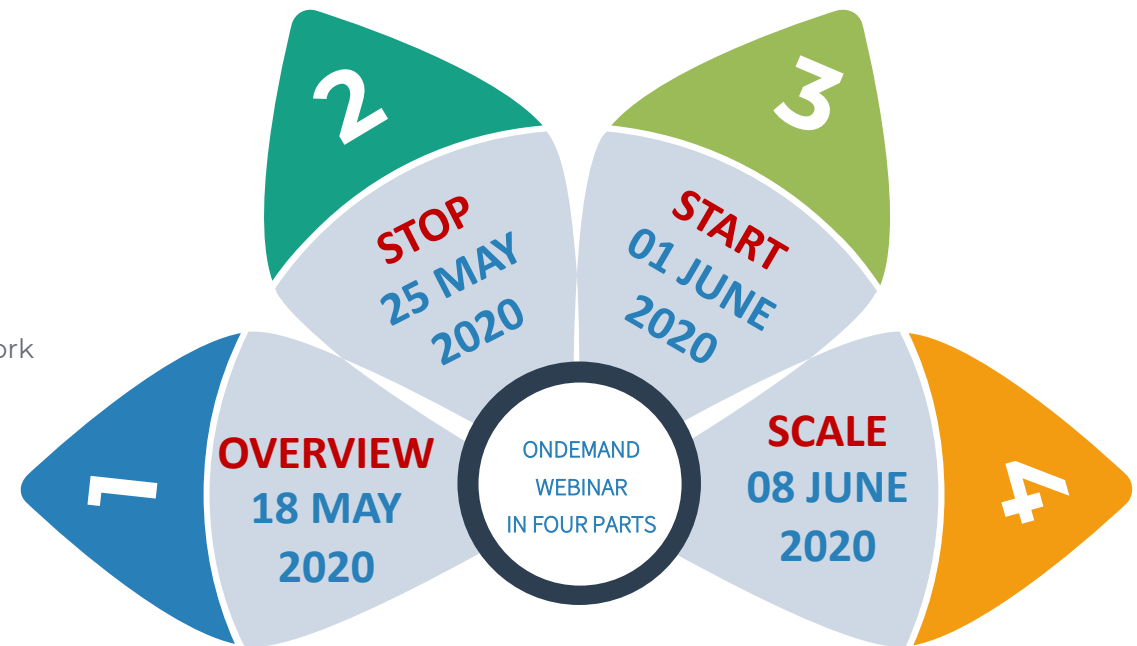 1
OVERVIEW
18 MAY
2020
2
STOP
25 MAY
2020
3
START
01 JUNE
2020
4
SCALE
08 JUNE
2020
ONDEMAND
WEBINAR
IN FOUR PARTS
ork